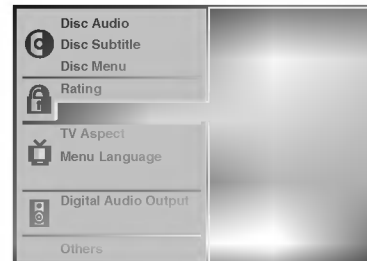 Disc Audio
Disc Subtitle
Disc Menu
Rating
TV Aspect
Menu Language
Digital Audio Output
Others